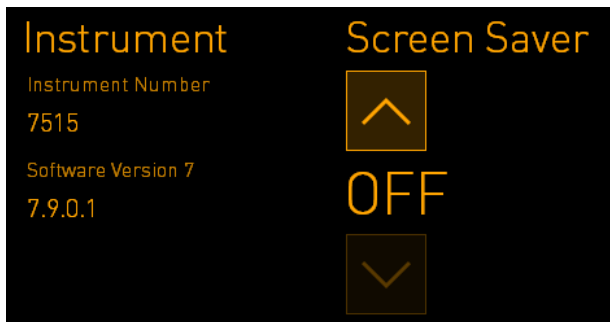 Instrument
Instrument Number
7515
Software Version 7
7.9.0.1
Screen Saver
OFF